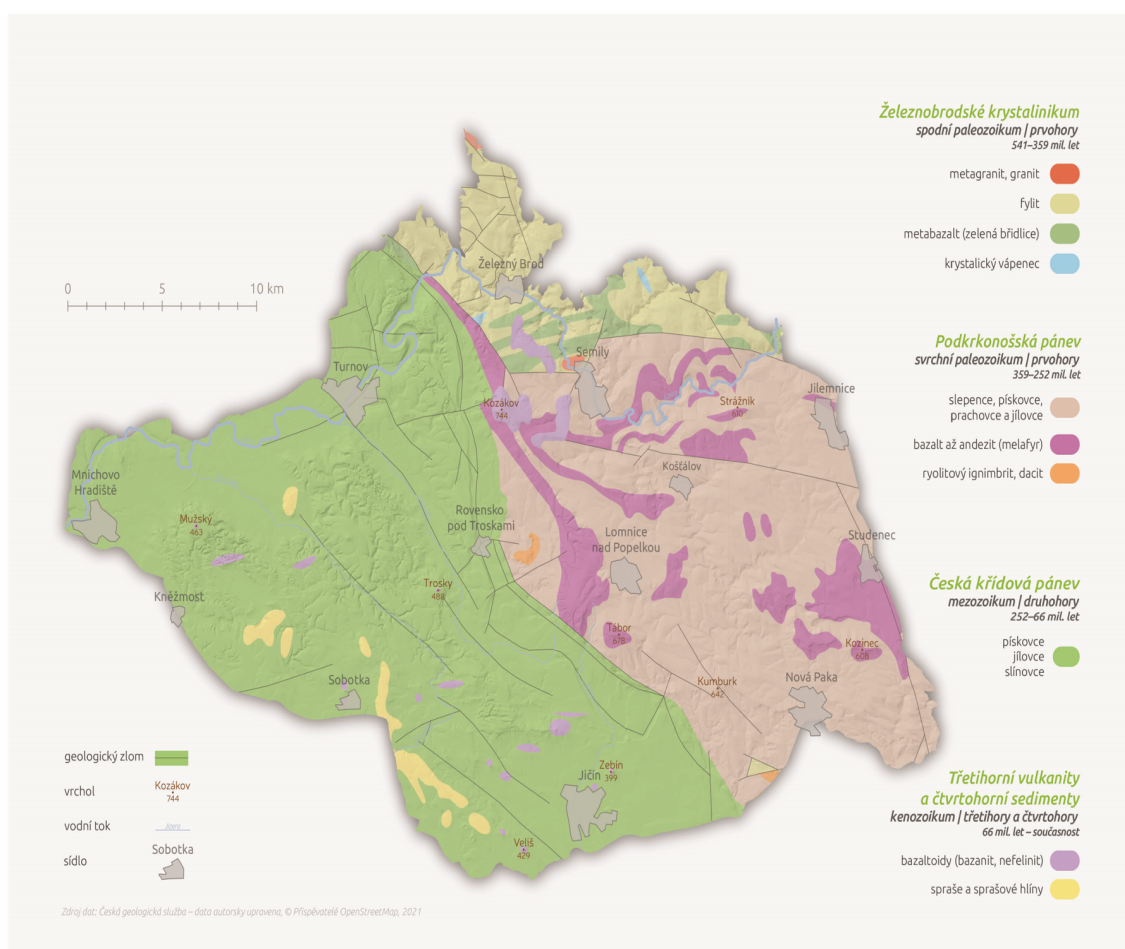 Železnobrodské krystalinikum
spodní paleozoikum | prvohory
541–359 mil. let
metagranit, granit
fylit
metabazalt (zelená břidlice)
krystalický vápenec
Podkrkonošská pánev
svrchní paleozoikum | prvohory
359–252 mil. let
slepence, pískovce,
prachovce a jílovce
bazalt až andezit (melafyr)
ryolitový ignimbrit, dacit
Česká křídová pánev
mezozoikum | druhohory
252–66 mil. let
pískovce
jílovce
slínovce
Třetihorní vulkanity
a čtvrtohorní sedimenty
kenozoikum | třetihory a čtvrtohory
66 mil. let – současnost
bazaltoidy (bazanit, nefelinit)
spraše a sprašové hlíny
0 5 10 km
Železný Brod
Semily
Turnov
Jilemnice
Kozákov
744
Strážník
610
Košťálov
Mnichovo
Hradiště
Mužský
463
Rovensko
pod Troskami
Lomnice
nad Popelkou
Studenec
Trosky
488
Kněžmost
Tábor
678
Kozinec
608
Sobotka
Kumburk
642
Nová Paka
Zebín
399
Jičín
Veliš
429
geologický zlom
vrchol
Kozákov
744
vodní tok
Jizera
sídlo
Sobotka
Zdroj dat: Česká geologická služba – data autorsky upravena, © Přispěvatelé OpenStreetMap, 2021